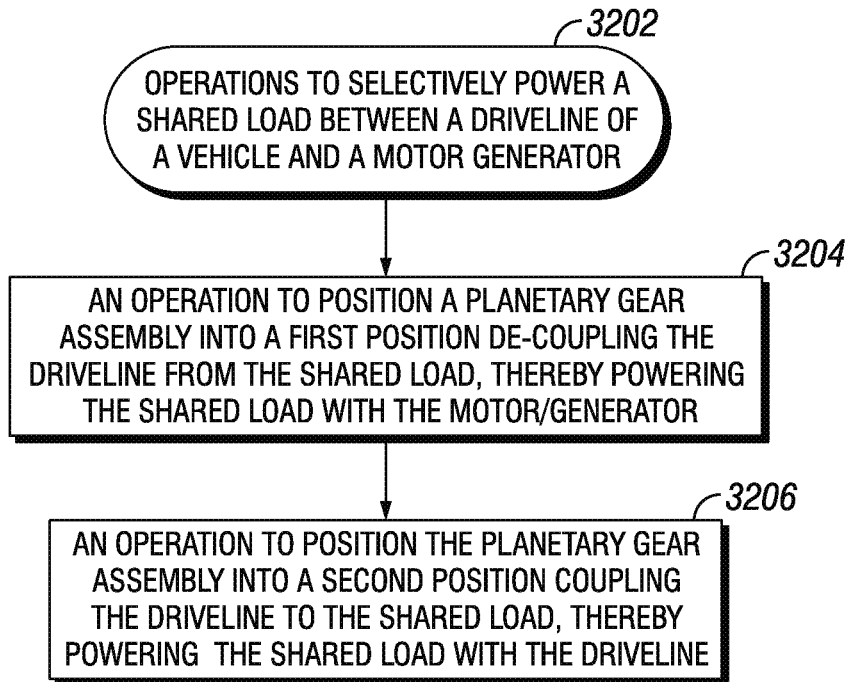 3202
OPERATIONS TO SELECTIVELY POWER A
SHARED LOAD BETWEEN A DRIVELINE OF
A VEHICLE AND A MOTOR GENERATOR
3204
AN OPERATION TO POSITION A PLANETARY GEAR
ASSEMBLY INTO A FIRST POSITION DE-COUPLING THE
DRIVELINE FROM THE SHARED LOAD, THEREBY POWERING
THE SHARED LOAD WITH THE MOTOR/GENERATOR
3206
AN OPERATION TO POSITION THE PLANETARY GEAR
ASSEMBLY INTO A SECOND POSITION COUPLING
THE DRIVELINE TO THE SHARED LOAD, THEREBY
POWERING THE SHARED LOAD WITH THE DRIVELINE